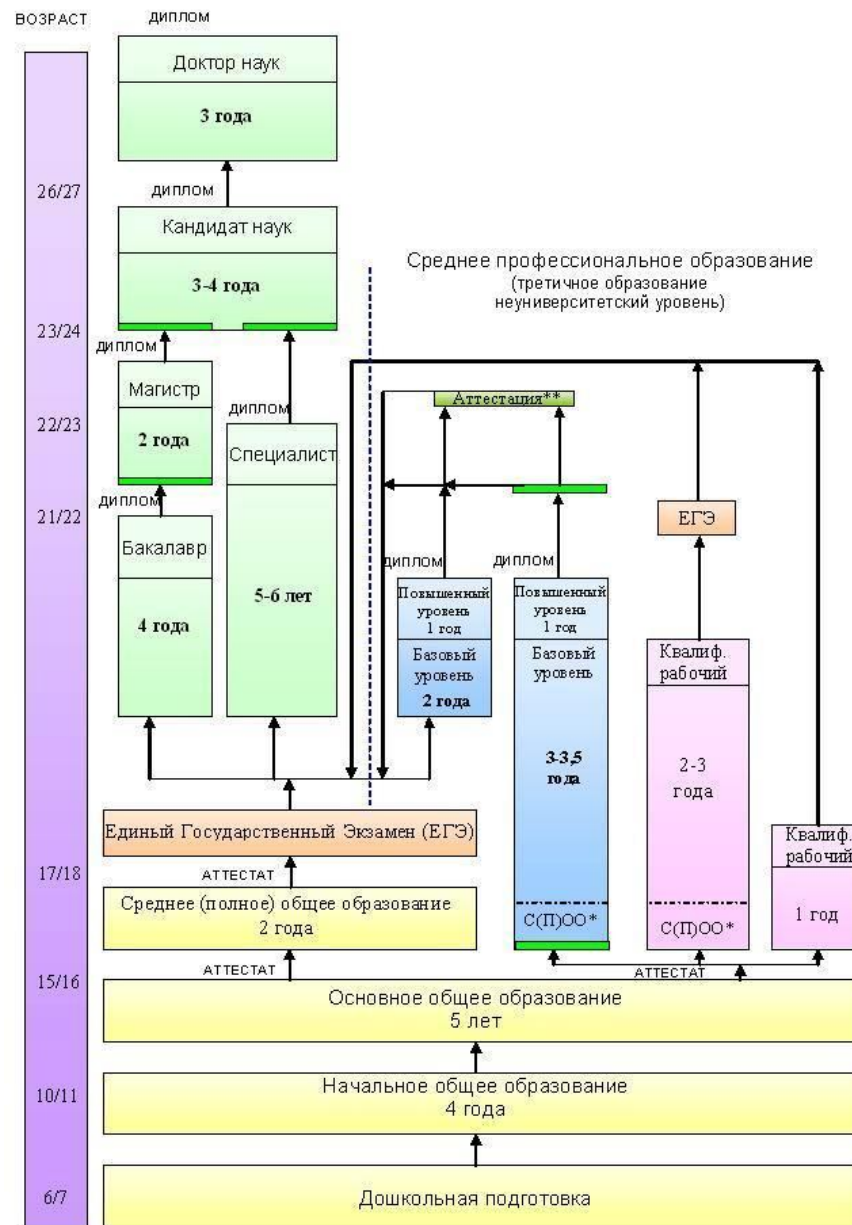 ВОЗРАСТ
ДИПЛОМ
Доктор наук
3 года
26/27
ДИПЛОМ
Кандидат наук
3-4 года
Среднее профессиональное образование
(третичное образование
неуниверситетский уровень)
23/24
ДИПЛОМ
Магистр
2 года
22/23
ДИПЛОМ
Специалист
5-6 лет
Аттестация**
21/22
ДИПЛОМ
Бакалавр
4 года
ЕГЭ
ДИПЛОМ
Повышенный
уровень
1 год
Базовый
уровень
2 года
ДИПЛОМ
Повышенный
уровень
1 год
Базовый
уровень
3-3,5
года
С(П)ОО*
Квалиф.
рабочий
2-3
года
С(П)ОО*
Квалиф.
рабочий
1 год
Единый Государственный Экзамен (ЕГЭ)
17/18
АТТЕСТАТ
Среднее (полное) общее образование
2 года
15/16
АТТЕСТАТ
АТТЕСТАТ
Основное общее образование
5 лет
10/11
Начальное общее образование
4 года
6/7
Дошкольная подготовка